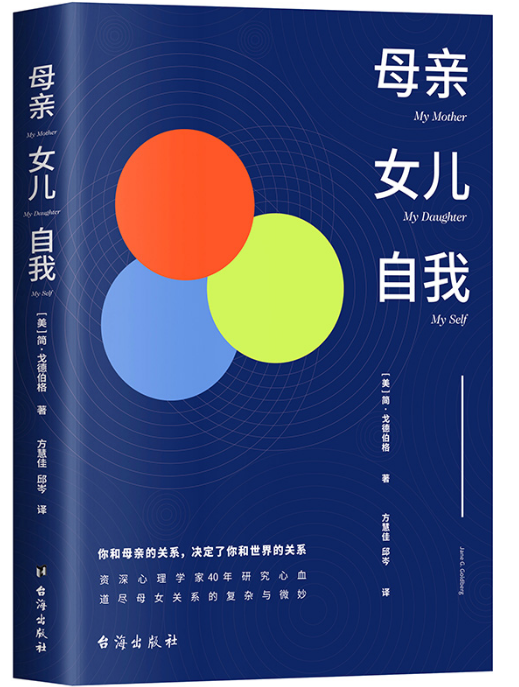 母亲
My Mother
女儿
My Daughter
自我
My Self
[美]简·戈德伯格 著
方慧佳 邱岑 译
台海出版社
母亲
My Mother
女儿
My Daughter
自我
My Self
[美]简·戈德伯格 著
方慧佳 邱岑 译
Jane G. Goldberg
你和母亲的关系，决定了你和世界的关系
资深心理学家40年研究心血
道尽母女关系的复杂与微妙
台海出版社